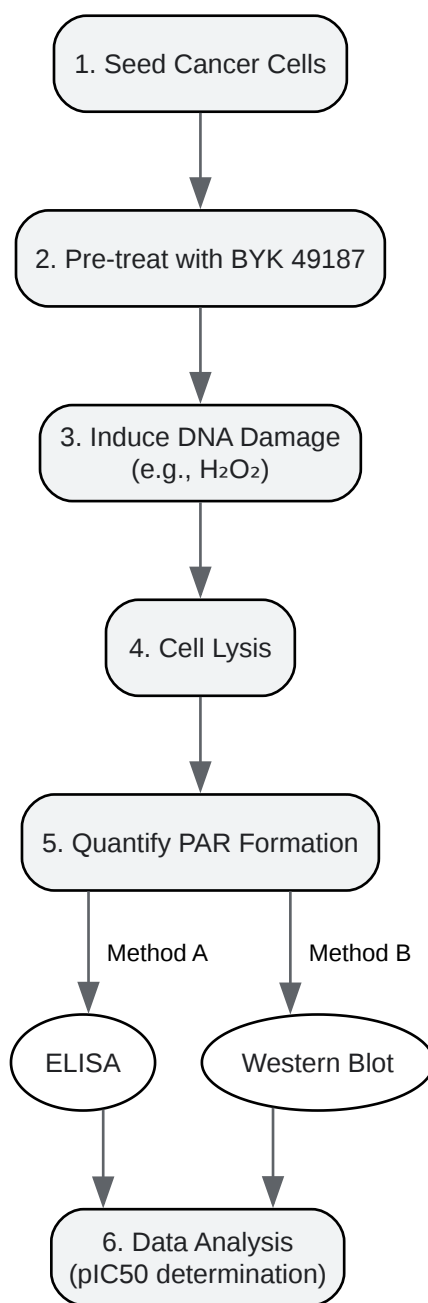 1. Seed Cancer Cells
2. Pre-treat with BYK 49187
3. Induce DNA Damage
(e.g., H₂O₂)
4. Cell Lysis
5. Quantify PAR Formation
Method A
Method B
ELISA
Western Blot
6. Data Analysis
(pIC50 determination)